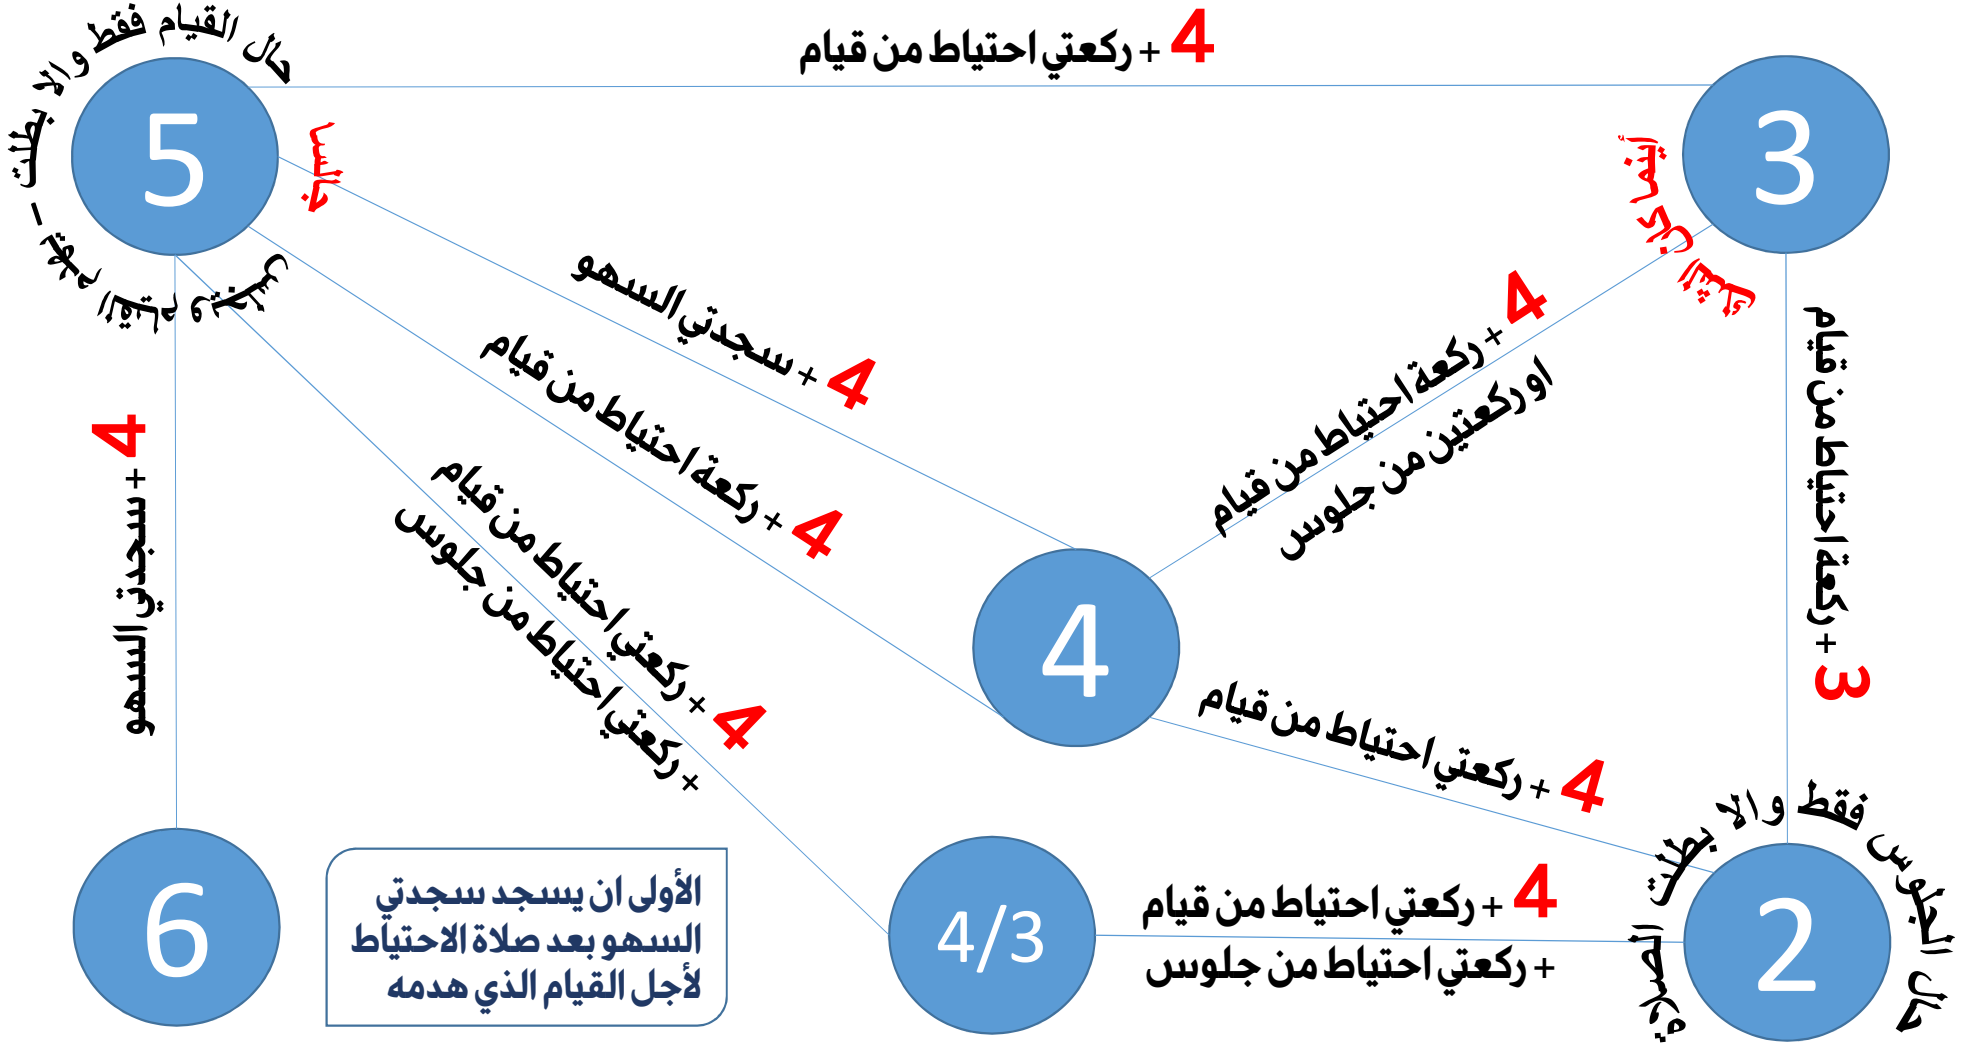 4 + ركعتي احتياط من قيام
3
أينما كان الشك
حال القيام فقط والا بطلت - يهدم القيام ويجلس
5
جالسا
4 + سجدتي السهو
4 + ركعة احتياط من قيام
4 + ركعة احتياط من قيام
او ركعتين من جلوس
3 + ركعة احتياط من قيام
4 + ركعتي احتياط من قيام
+ ركعتي احتياط من جلوس
4 + سجدتي السهو
4
4 + ركعتي احتياط من قيام
حال الجلوس فقط والا بطلت الصلاة
2
4 + ركعتي احتياط من قيام
+ ركعتي احتياط من جلوس
4/3
الأولى ان يسجد سجدتي
السهو بعد صلاة الاحتياط
لأجل القيام الذي هدمه
6